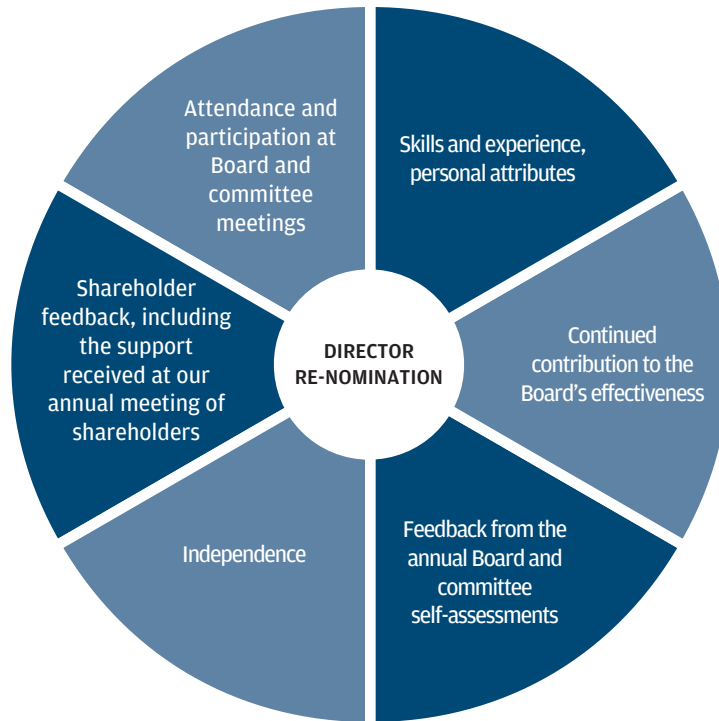 Attendance and
participation at
Board and
committee
meetings
Skills and experience,
personal attributes
Shareholder
feedback, including
the support
received at our
annual meeting of
shareholders
DIRECTOR
RE-NOMINATION
Continued
contribution to the
Board's effectiveness
Independence
Feedback from the
annual Board and
committee
self-assessments